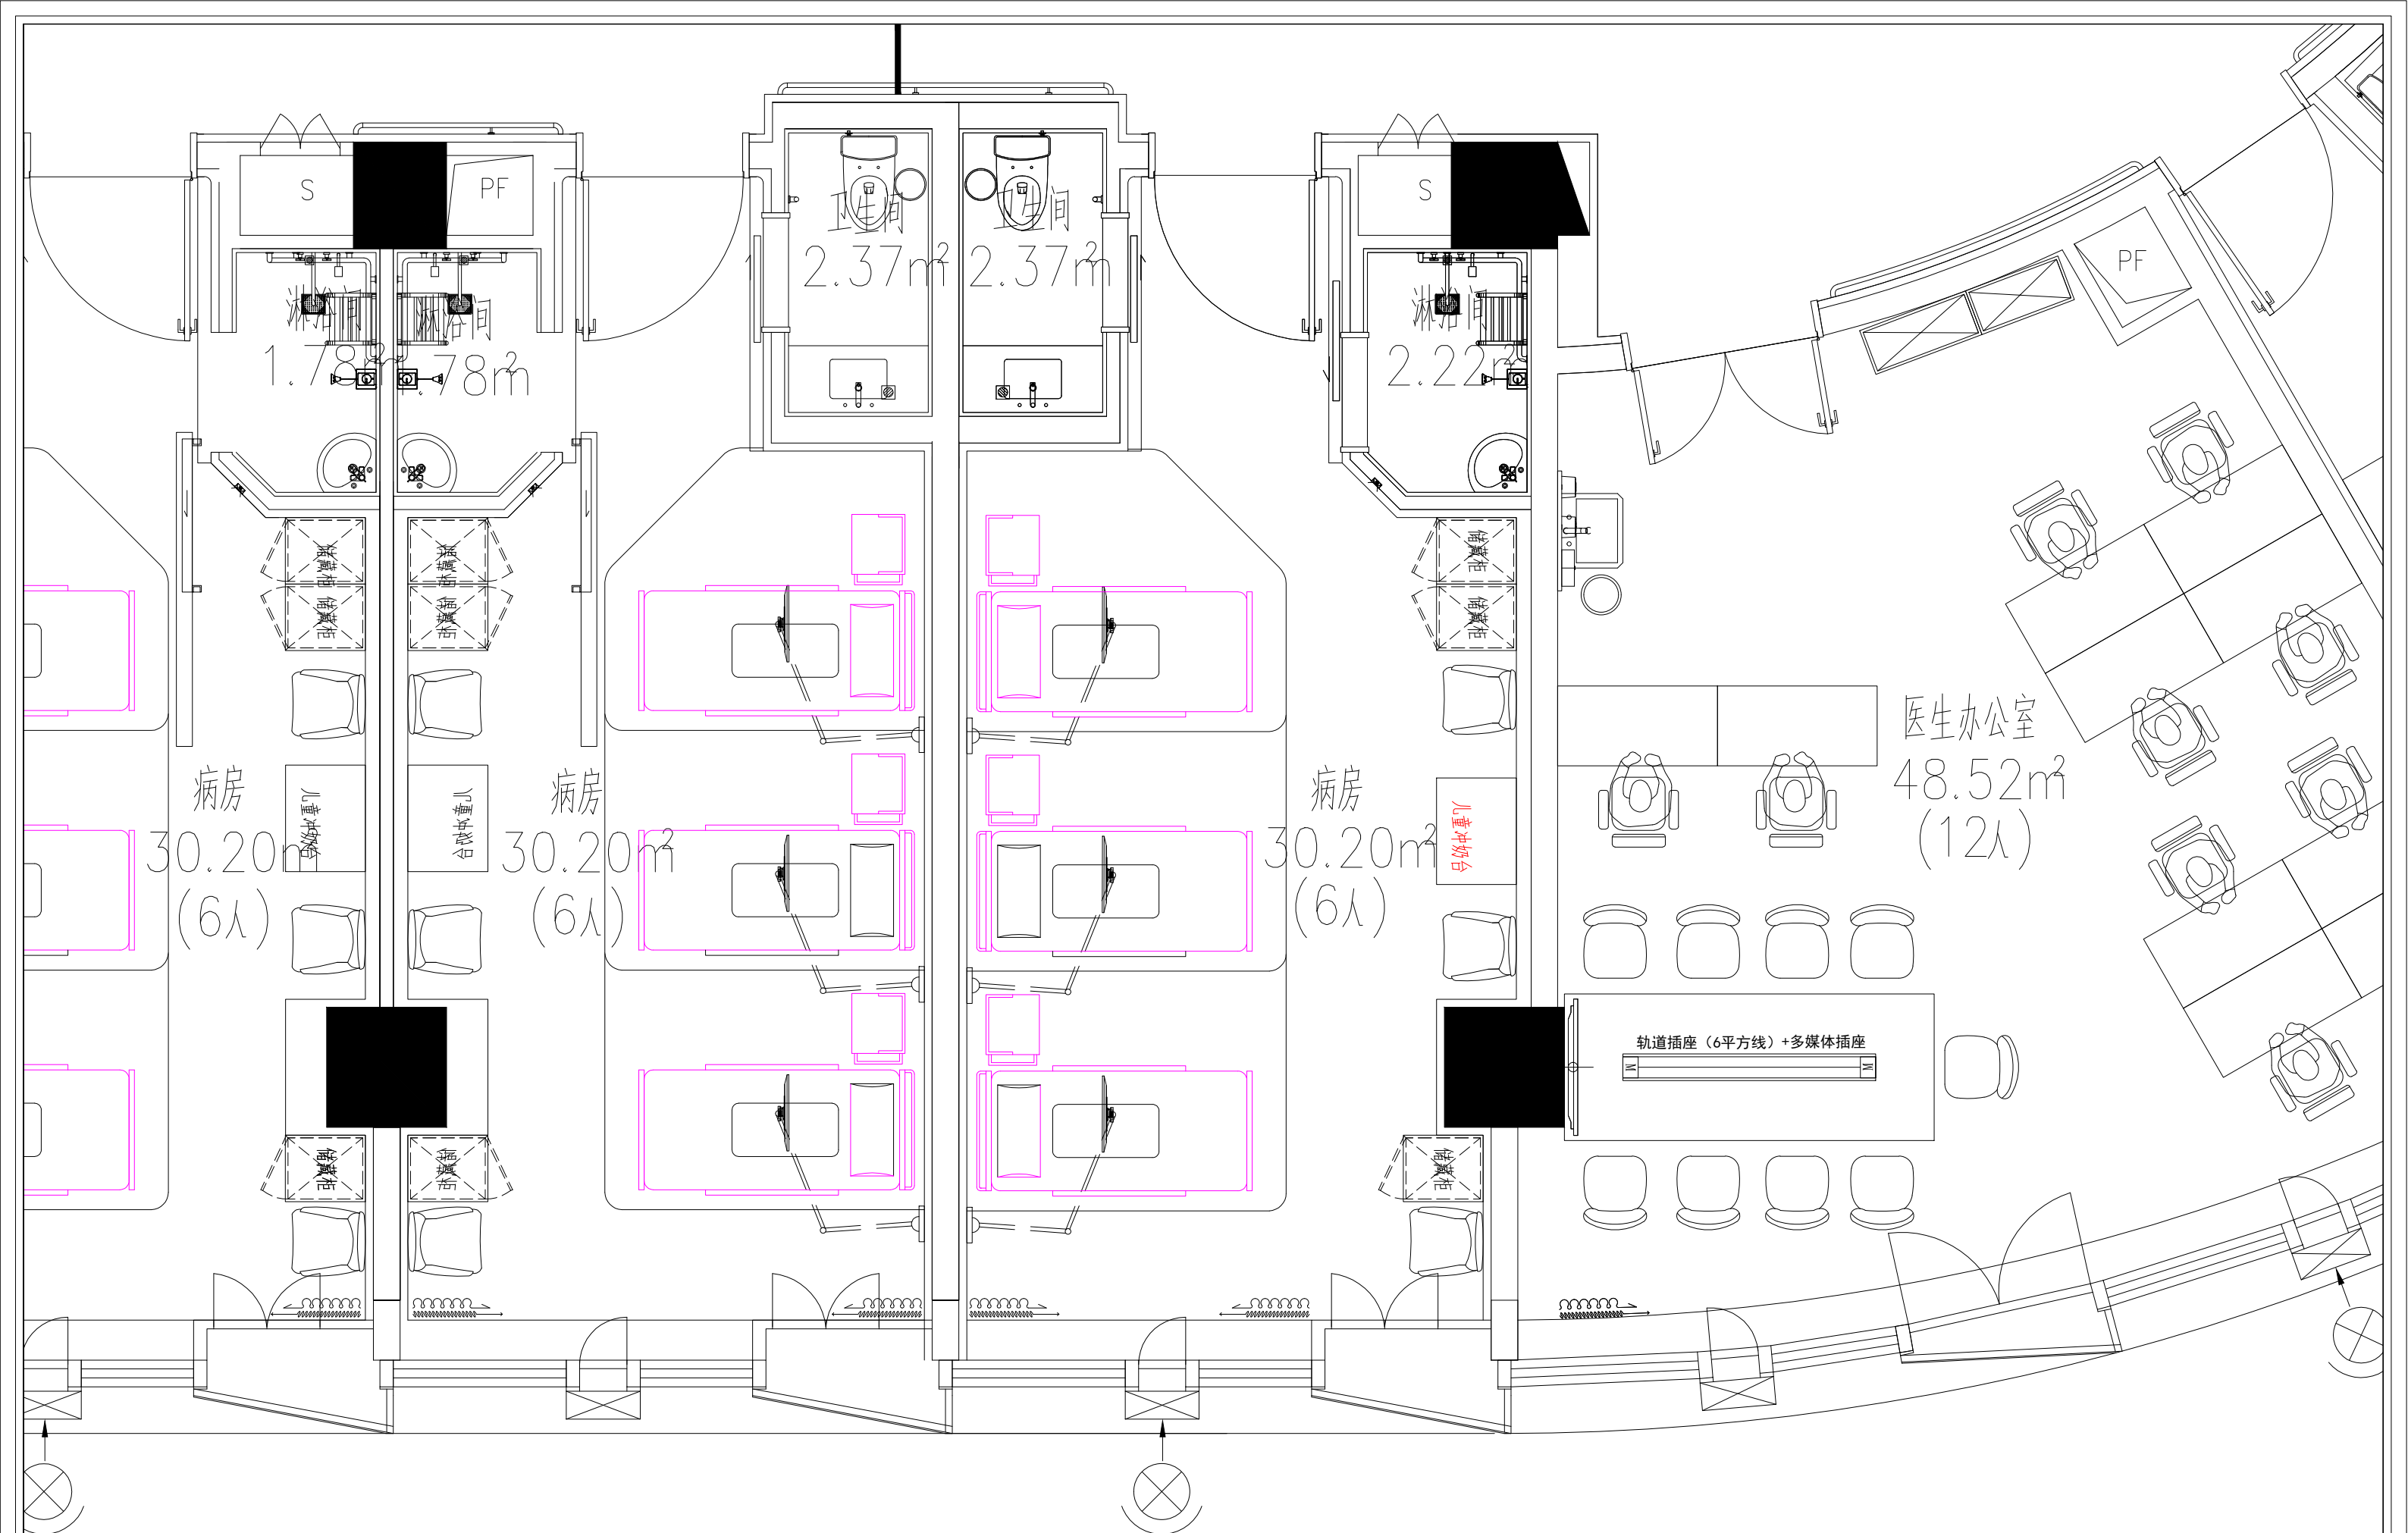 S
PF
S
PF
卫生间
2.37m²
卫生间
2.37m²
淋浴间
1.78m²
淋浴间
1.78m²
淋浴间
2.22m²
储藏柜
储藏柜
储藏柜
储藏柜
储藏柜
储藏柜
病房
30.20m²
(6人)
儿童冲奶台
儿童冲奶台
病房
30.20m²
(6人)
病房
30.20m²
(6人)
儿童冲奶台
医生办公室
48.52m²
(12人)
轨道插座（6平方线）+多媒体插座
M
M
储藏柜
储藏柜
储藏柜